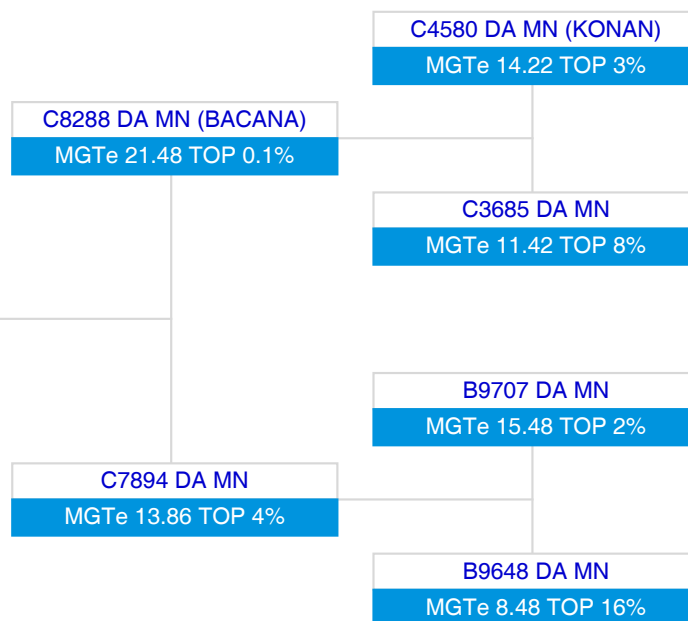 C4580 DA MN (KONAN)
MGTe 14.22 TOP 3%
C8288 DA MN (BACANA)
MGTe 21.48 TOP 0.1%
C3685 DA MN
MGTe 11.42 TOP 8%
B9707 DA MN
MGTe 15.48 TOP 2%
C7894 DA MN
MGTe 13.86 TOP 4%
B9648 DA MN
MGTe 8.48 TOP 16%